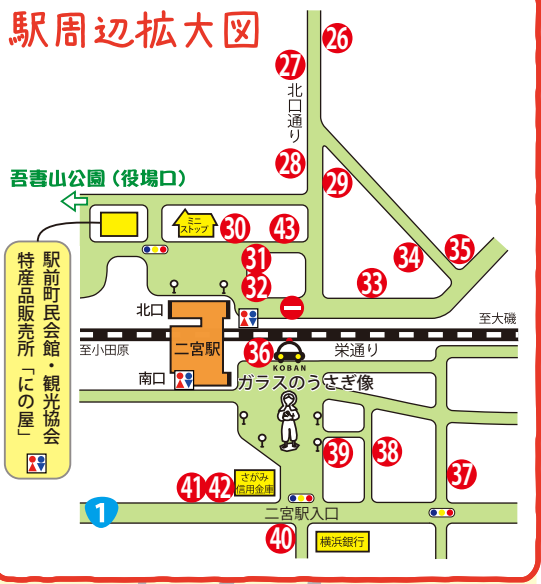 駅周辺拡大図
26
27
北口通り
28
29
吾妻山公園（役場口）
ミニ
ストップ
30
43
31
32
33
34
35
駅前町民会館・観光協会
特産品販売所「にの屋」
北口
至大磯
至小田原
二宮駅
36
KOBAN
栄通り
南口
ガラスのうさぎ像
39
38
37
41
42
さがみ
信用金庫
1
二宮駅入口
40
横浜銀行